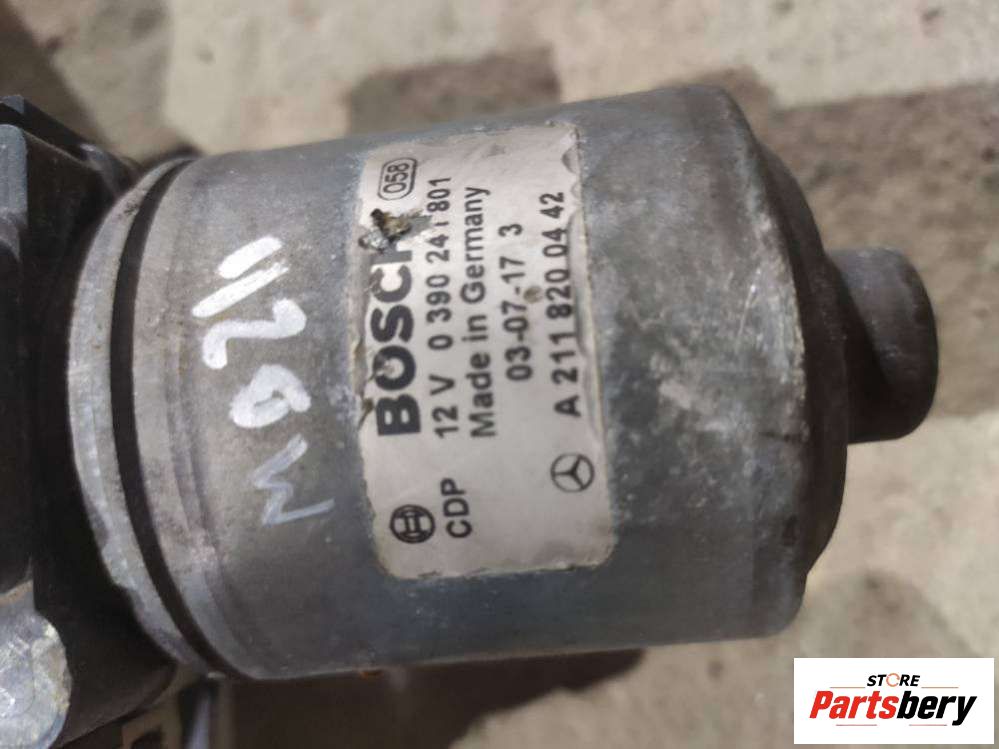 BOSCH 058
CDP 12 V 0 390 241 801
Made in Germany
03-07-17 3
A 211 820 04 42
W 211
STORE
Partsbery